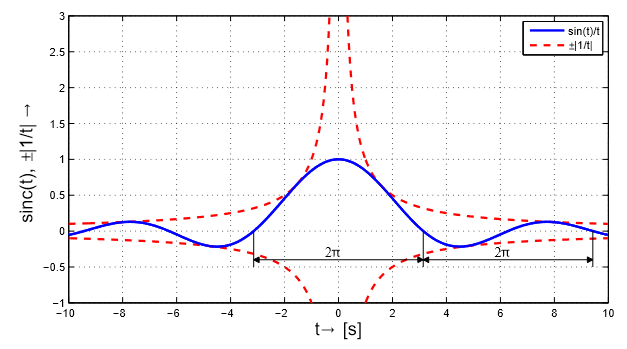 3
2.5
2
1.5
1
0.5
0
−0.5
−1
sinc(t), ±|1/t| →
sin(t)/t
±|1/t|
2π
2π
−10 −8 −6 −4 −2 0 2 4 6 8 10
t→ [s]